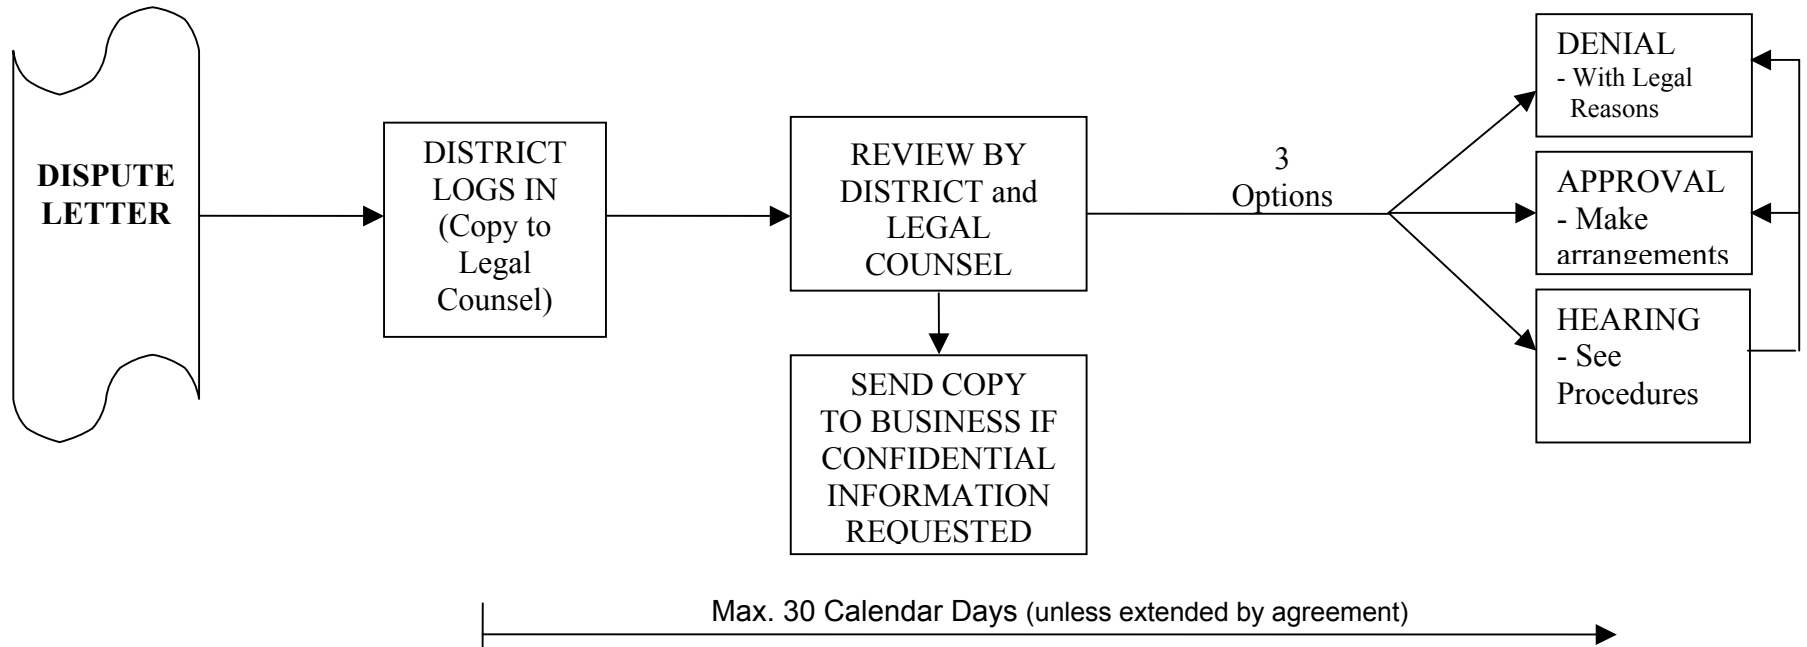 DISPUTE
LETTER
DISTRICT
LOGS IN
(Copy to
Legal
Counsel)
REVIEW BY
DISTRICT and
LEGAL
COUNSEL
SEND COPY
TO BUSINESS IF
CONFIDENTIAL
INFORMATION
REQUESTED
3
Options
DENIAL
- With Legal
Reasons
APPROVAL
- Make
arrangements
HEARING
- See
Procedures
Max. 30 Calendar Days (unless extended by agreement)